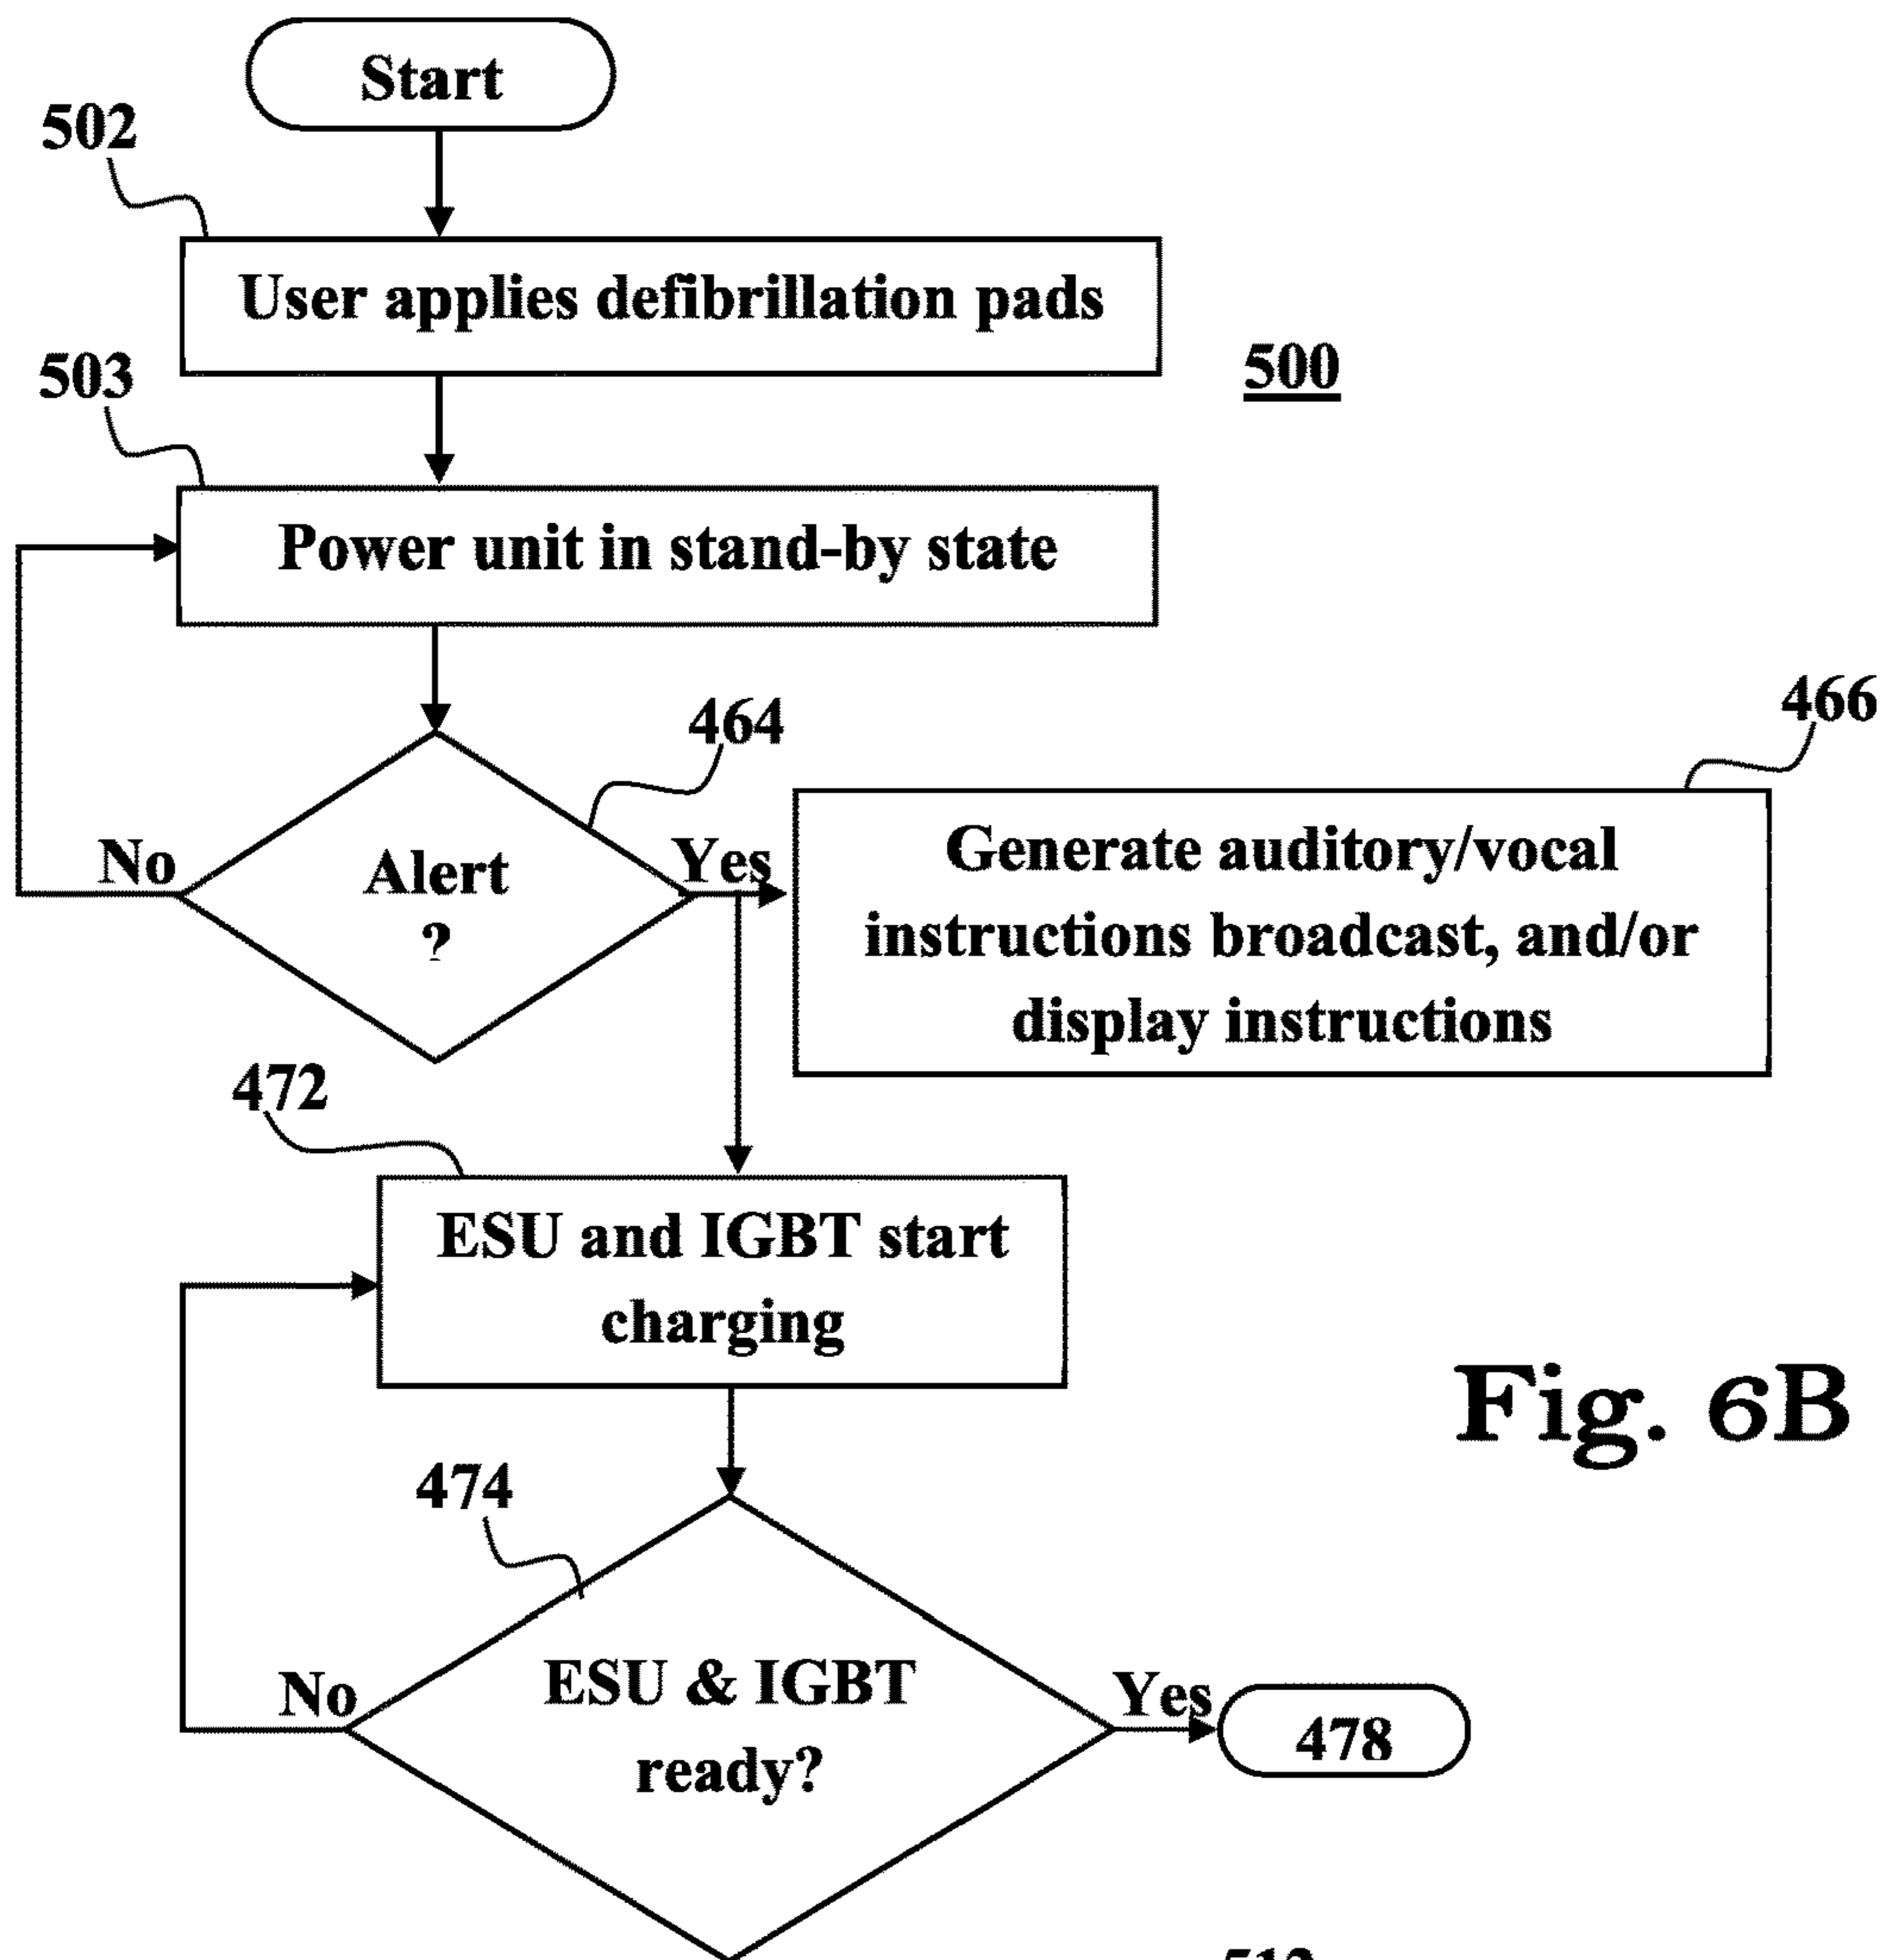 Start
502
User applies defibrillation pads
500
503
Power unit in stand-by state
464
466
No
Alert
?
Yes
Generate auditory/vocal
instructions broadcast, and/or
display instructions
472
ESU and IGBT start
charging
Fig. 6B
474
No
ESU & IGBT
ready?
Yes
478